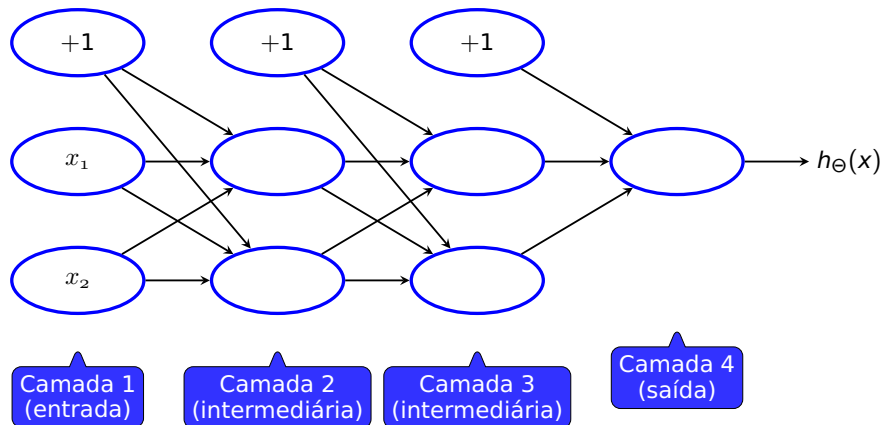 +1
+1
+1
x₁
h_Θ(x)
x₂
Camada 1
(entrada)
Camada 2
(intermediária)
Camada 3
(intermediária)
Camada 4
(saída)